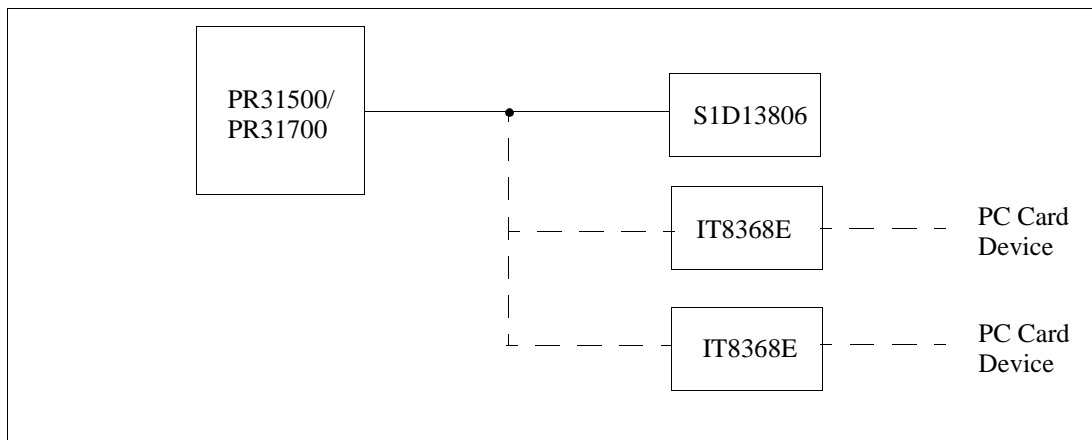 PR31500/
PR31700
S1D13806
IT8368E
PC Card
Device
IT8368E
PC Card
Device